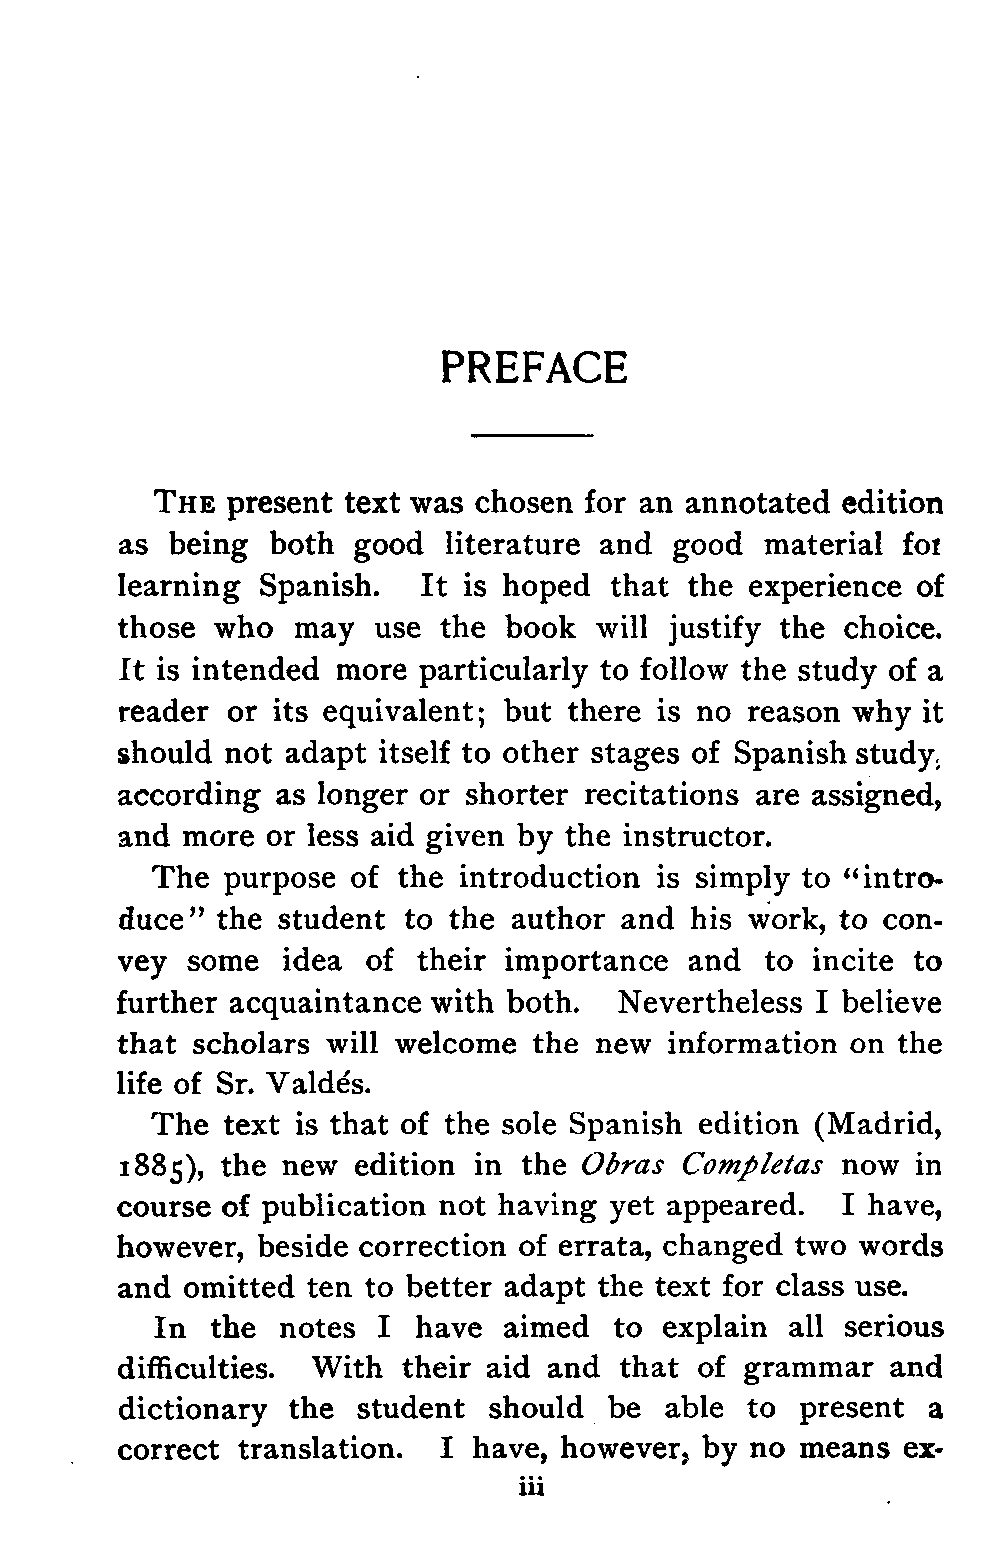 PREFACE
THE present text was chosen for an annotated edition
as being both good literature and good material for
learning Spanish. It is hoped that the experience of
those who may use the book will justify the choice.
It is intended more particularly to follow the study of a
reader or its equivalent; but there is no reason why it
should not adapt itself to other stages of Spanish study,
according as longer or shorter recitations are assigned,
and more or less aid given by the instructor.
The purpose of the introduction is simply to "intro-
duce" the student to the author and his work, to con-
vey some idea of their importance and to incite to
further acquaintance with both. Nevertheless I believe
that scholars will welcome the new information on the
life of Sr. Valdés.
The text is that of the sole Spanish edition (Madrid,
1885), the new edition in the Obras Completas now in
course of publication not having yet appeared. I have,
however, beside correction of errata, changed two words
and omitted ten to better adapt the text for class use.
In the notes I have aimed to explain all serious
difficulties. With their aid and that of grammar and
dictionary the student should be able to present a
correct translation. I have, however, by no means ex-
iii